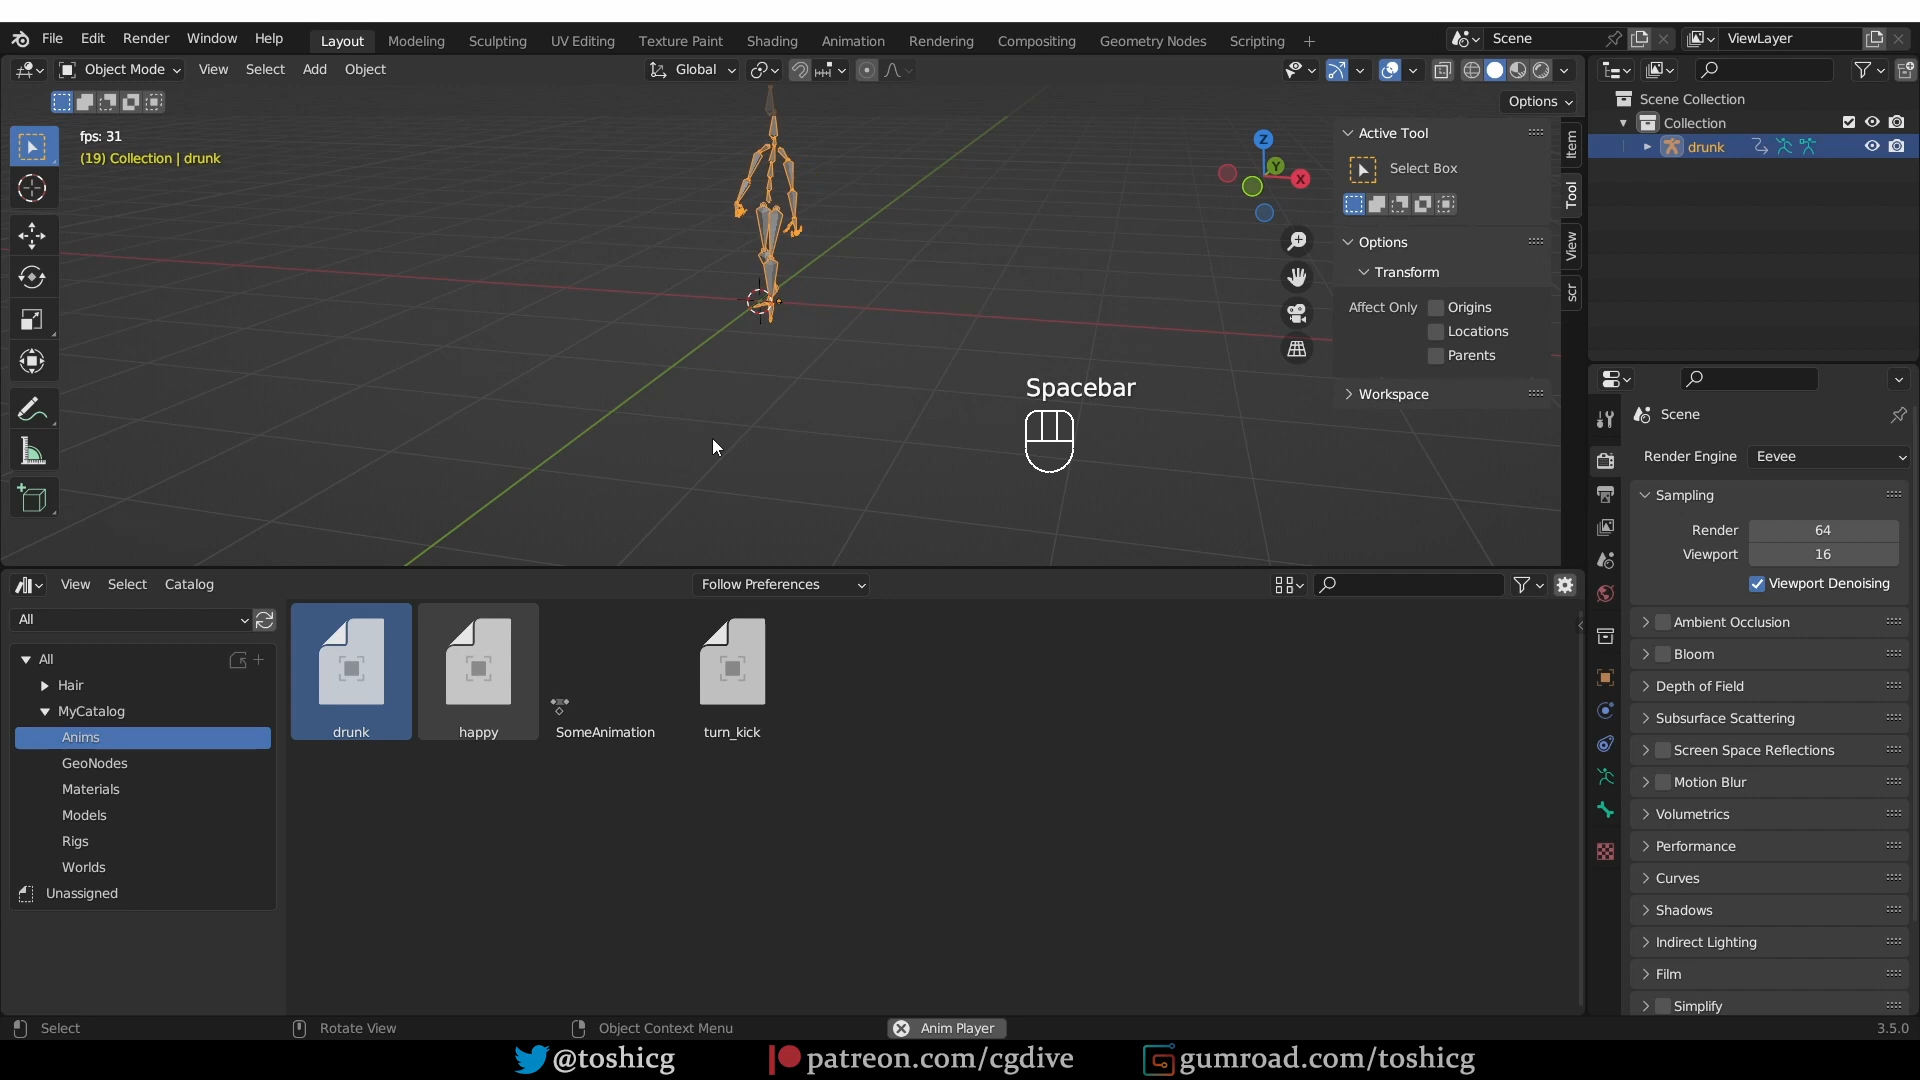 File Edit Render Window Help Layout Modeling Sculpting UV Editing Texture Paint Shading Animation Rendering Compositing Geometry Nodes Scripting + Scene ViewLayer
Object Mode View Select Add Object Global
Options
fps: 31
(19) Collection | drunk
Z
Y
X
Active Tool
Select Box
Options
Transform
Affect Only Origins
Locations
Parents
Workspace
Item
Tool
View
scr
Spacebar
Scene Collection
Collection
drunk
Scene
Render Engine Eevee
Sampling
Render 64
Viewport 16
Viewport Denoising
Ambient Occlusion
Bloom
Depth of Field
Subsurface Scattering
Screen Space Reflections
Motion Blur
Volumetrics
Performance
Curves
Shadows
Indirect Lighting
Film
Simplify
View Select Catalog Follow Preferences
All
All
Hair
MyCatalog
Anims
GeoNodes
Materials
Models
Rigs
Worlds
Unassigned
drunk happy SomeAnimation turn_kick
Select Rotate View Object Context Menu Anim Player 3.5.0
@toshicg patreon.com/cgdive gumroad.com/toshicg